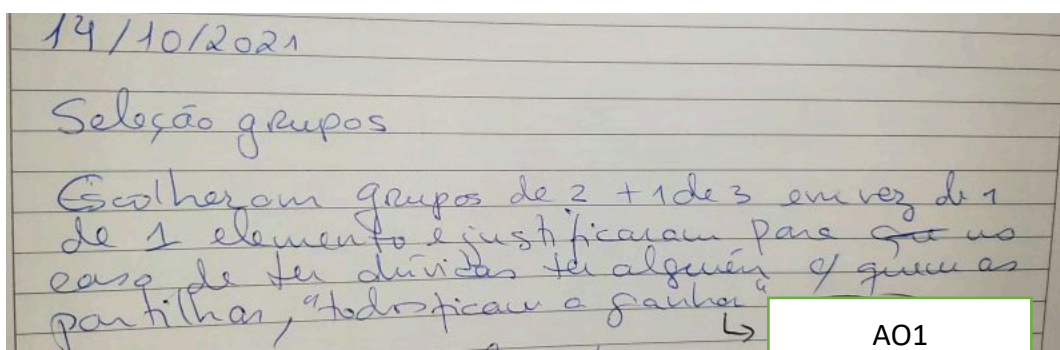 14/10/2021
Seleção grupos
Escolheram grupos de 2 + 1 de 3 em vez de 1
de 1 elemento e justificaram para no
caso de ter dúvidas ter alguém c/ quem as
partilhar, "todos ficam a ganhar"
AO1